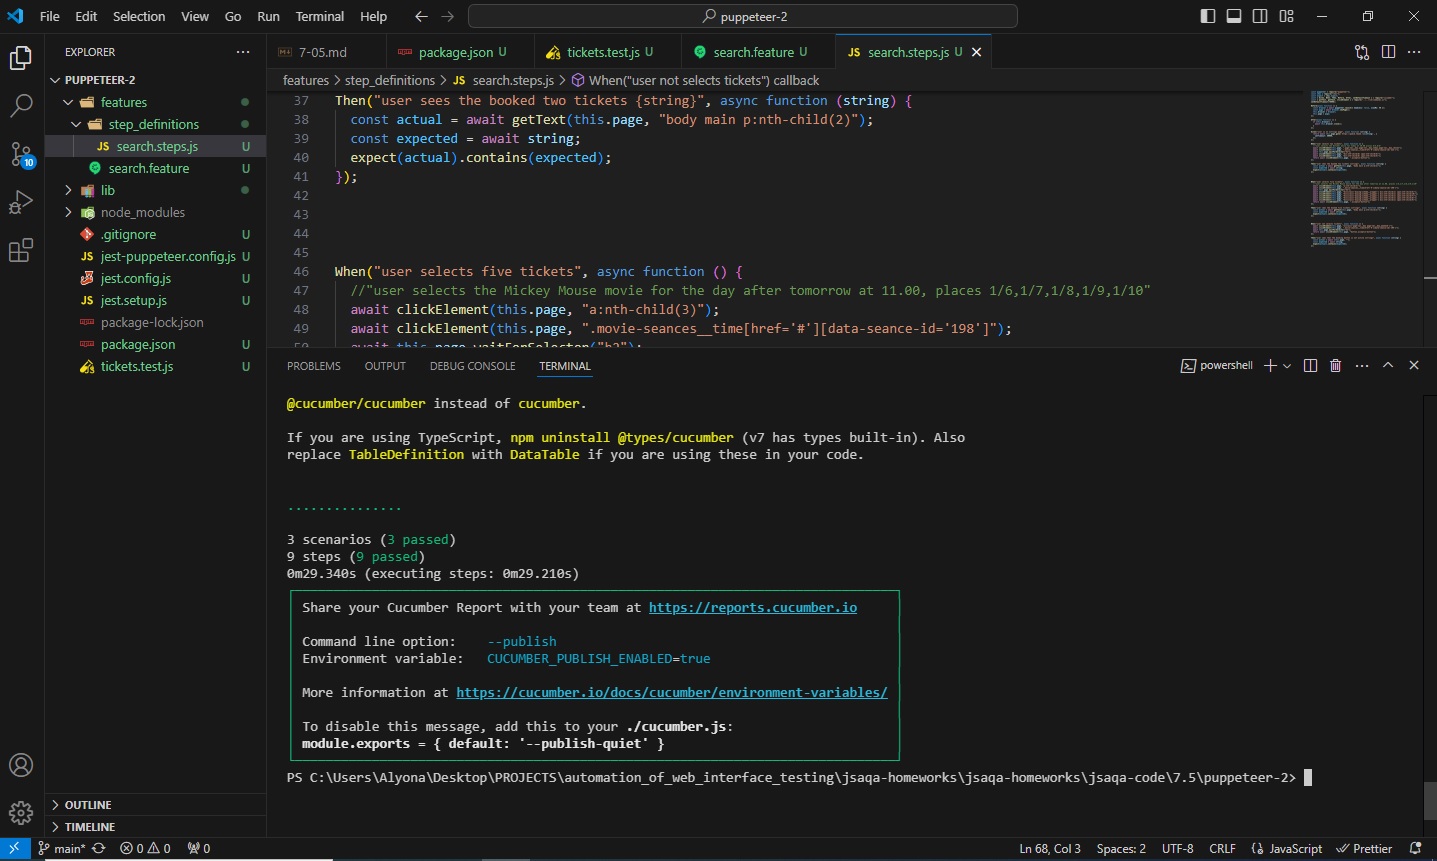 File Edit Selection View Go Run Terminal Help
puppeteer-2
EXPLORER
7-05.md
package.json U
tickets.test.js U
search.feature U
JS search.steps.js U
PUPPETEER-2
features
step_definitions
JS search.steps.js U
search.feature U
lib
node_modules
.gitignore U
JS jest-puppeteer.config.js U
jest.config.js U
JS jest.setup.js U
package-lock.json
package.json U
tickets.test.js U
OUTLINE
TIMELINE
10
features > step_definitions > JS search.steps.js > When("user not selects tickets") callback
37 Then("user sees the booked two tickets {string}", async function (string) {
38 const actual = await getText(this.page, "body main p:nth-child(2)");
39 const expected = await string;
40 expect(actual).contains(expected);
41 });
42
43
44
45
46 When("user selects five tickets", async function () {
47 //"user selects the Mickey Mouse movie for the day after tomorrow at 11.00, places 1/6,1/7,1/8,1/9,1/10"
48 await clickElement(this.page, "a:nth-child(3)");
49 await clickElement(this.page, ".movie-seances__time[href='#'][data-seance-id='198']");
50 await this.page.waitForSelector("h2");
PROBLEMS OUTPUT DEBUG CONSOLE TERMINAL
powershell
@cucumber/cucumber instead of cucumber.
If you are using TypeScript, npm uninstall @types/cucumber (v7 has types built-in). Also
replace TableDefinition with DataTable if you are using these in your code.
...............
3 scenarios (3 passed)
9 steps (9 passed)
0m29.340s (executing steps: 0m29.210s)
Share your Cucumber Report with your team at https://reports.cucumber.io
Command line option: --publish
Environment variable: CUCUMBER_PUBLISH_ENABLED=true
More information at https://cucumber.io/docs/cucumber/environment-variables/
To disable this message, add this to your ./cucumber.js:
module.exports = { default: '--publish-quiet' }
PS C:\Users\Alyona\Desktop\PROJECTS\automation_of_web_interface_testing\jsaqa-homeworks\jsaqa-homeworks\jsaqa-code\7.5\puppeteer-2>
main* 0 0 0
Ln 68, Col 3 Spaces: 2 UTF-8 CRLF {} JavaScript Prettier